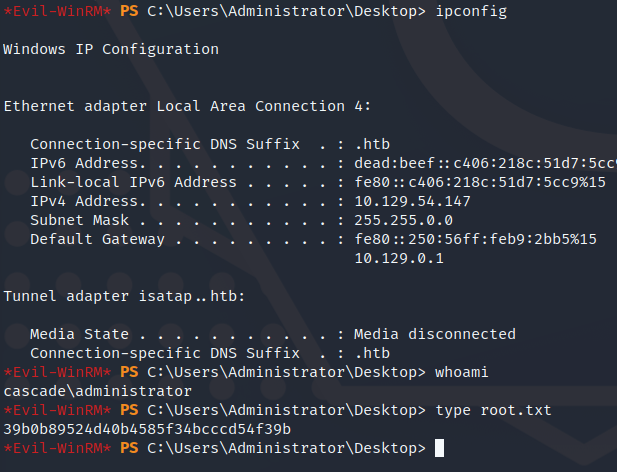 *Evil-WinRM* PS C:\Users\Administrator\Desktop> ipconfig
Windows IP Configuration
Ethernet adapter Local Area Connection 4:
Connection-specific DNS Suffix  . : .htb
IPv6 Address. . . . . . . . . . . : dead:beef::c406:218c:51d7:5cc9
Link-local IPv6 Address . . . . . : fe80::c406:218c:51d7:5cc9%15
IPv4 Address. . . . . . . . . . . : 10.129.54.147
Subnet Mask . . . . . . . . . . . : 255.255.0.0
Default Gateway . . . . . . . . . : fe80::250:56ff:feb9:2bb5%15
10.129.0.1
Tunnel adapter isatap..htb:
Media State . . . . . . . . . . . : Media disconnected
Connection-specific DNS Suffix  . : .htb
*Evil-WinRM* PS C:\Users\Administrator\Desktop> whoami
cascade\administrator
*Evil-WinRM* PS C:\Users\Administrator\Desktop> type root.txt
39b0b89524d40b4585f34bcccd54f39b
*Evil-WinRM* PS C:\Users\Administrator\Desktop>